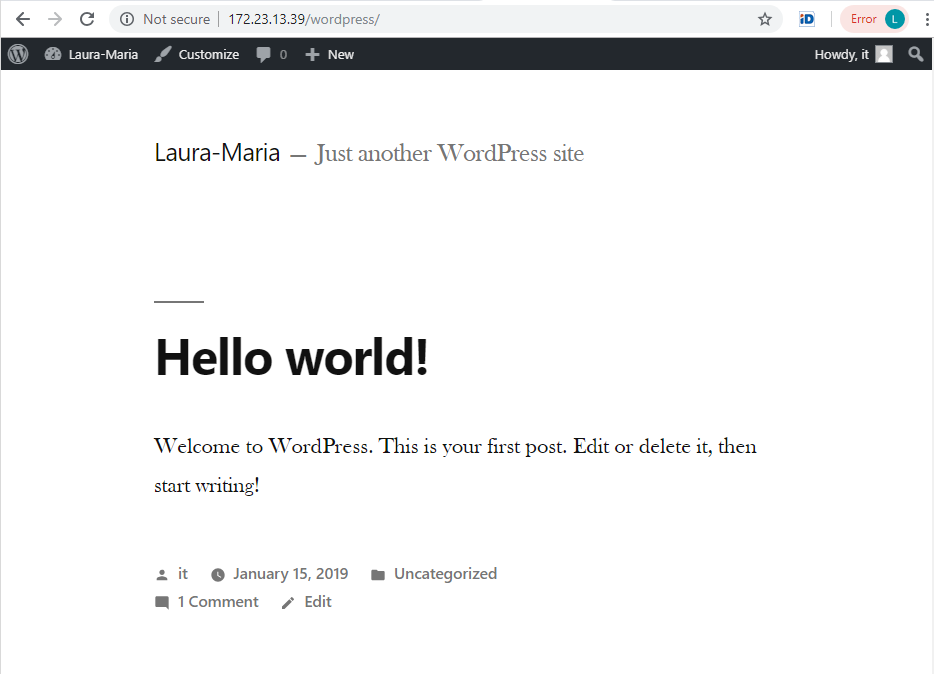 Not secure 172.23.13.39/wordpress/ iD Error L
Laura-Maria Customize 0 New Howdy, it
Laura-Maria — Just another WordPress site
Hello world!
Welcome to WordPress. This is your first post. Edit or delete it, then
start writing!
it January 15, 2019 Uncategorized
1 Comment Edit